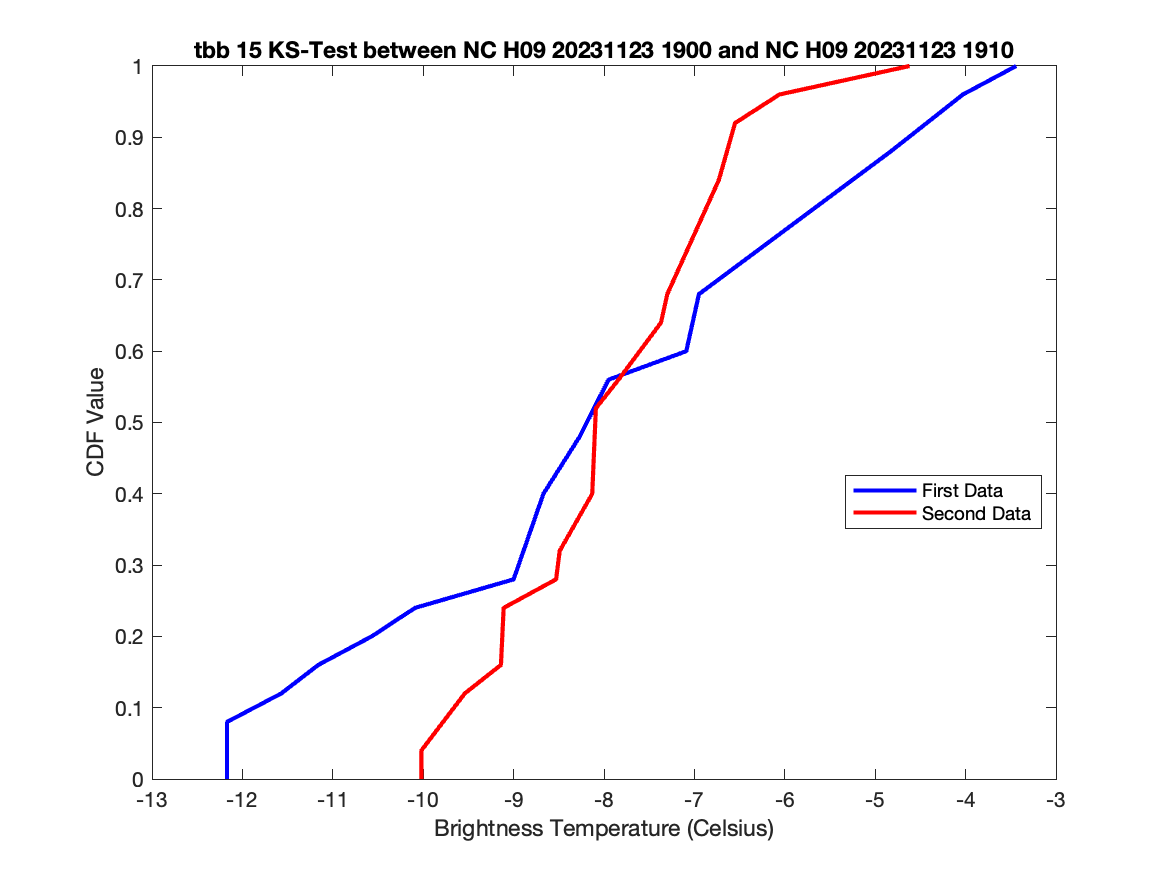 tbb 15 KS-Test between NC H09 20231123 1900 and NC H09 20231123 1910
1
0.9
0.8
0.7
0.6
0.5
0.4
0.3
0.2
0.1
0
CDF Value
First Data
Second Data
-13 -12 -11 -10 -9 -8 -7 -6 -5 -4 -3
Brightness Temperature (Celsius)